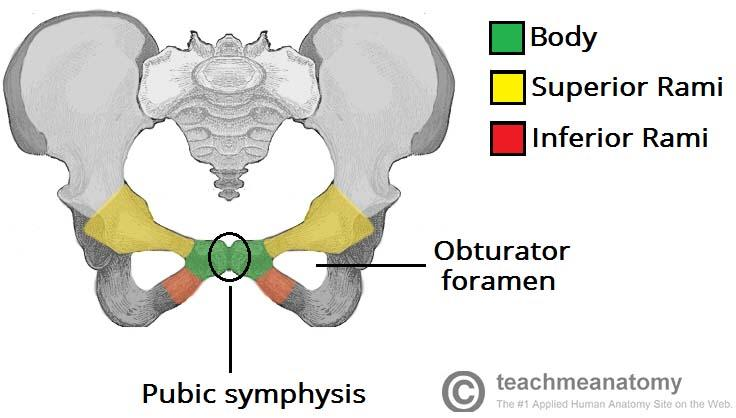 Body
Superior Rami
Inferior Rami
Obturator
foramen
Pubic symphysis
© teachmeanatomy
The #1 Applied Human Anatomy Site on the Web.